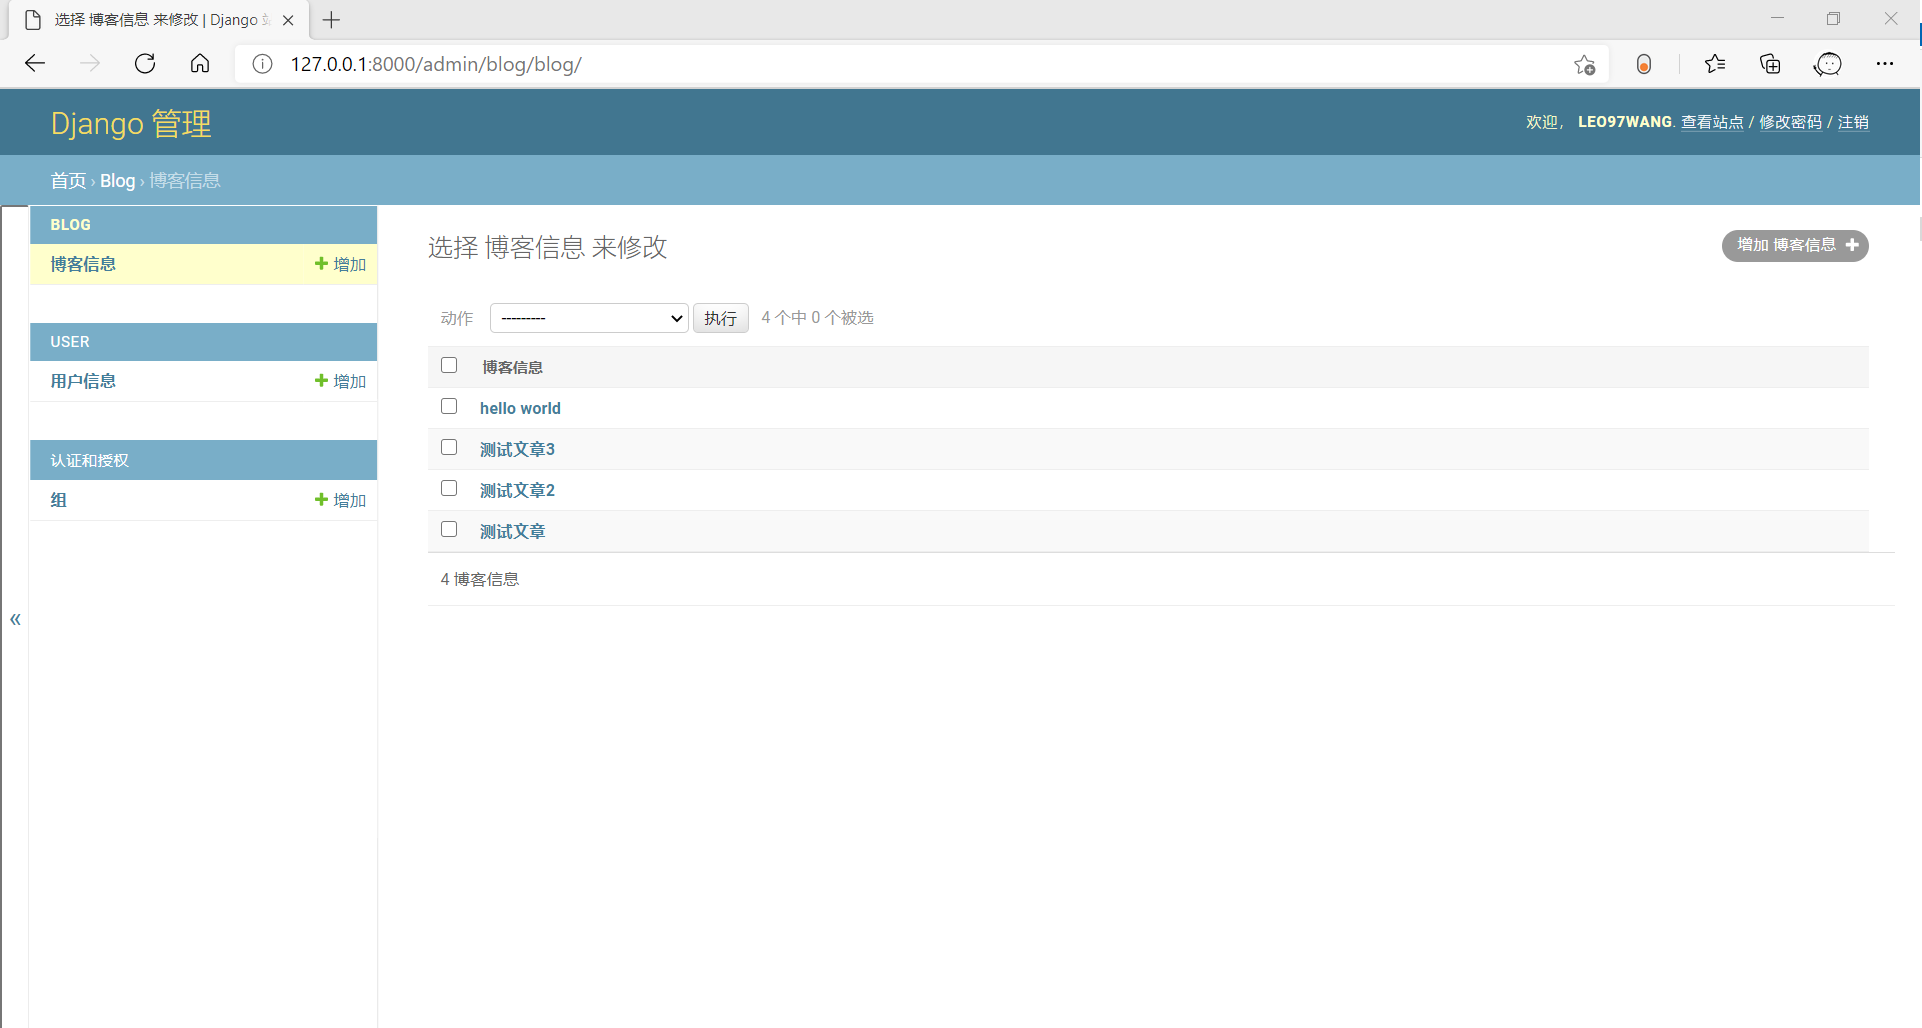 选择 博客信息 来修改 | Django
127.0.0.1:8000/admin/blog/blog/
Django 管理
欢迎， LEO97WANG. 查看站点 / 修改密码 / 注销
首页 › Blog › 博客信息
BLOG
博客信息 增加
USER
用户信息 增加
认证和授权
组 增加
«
选择 博客信息 来修改
增加 博客信息
动作 --------- 执行 4 个中 0 个被选
博客信息
hello world
测试文章3
测试文章2
测试文章
4 博客信息